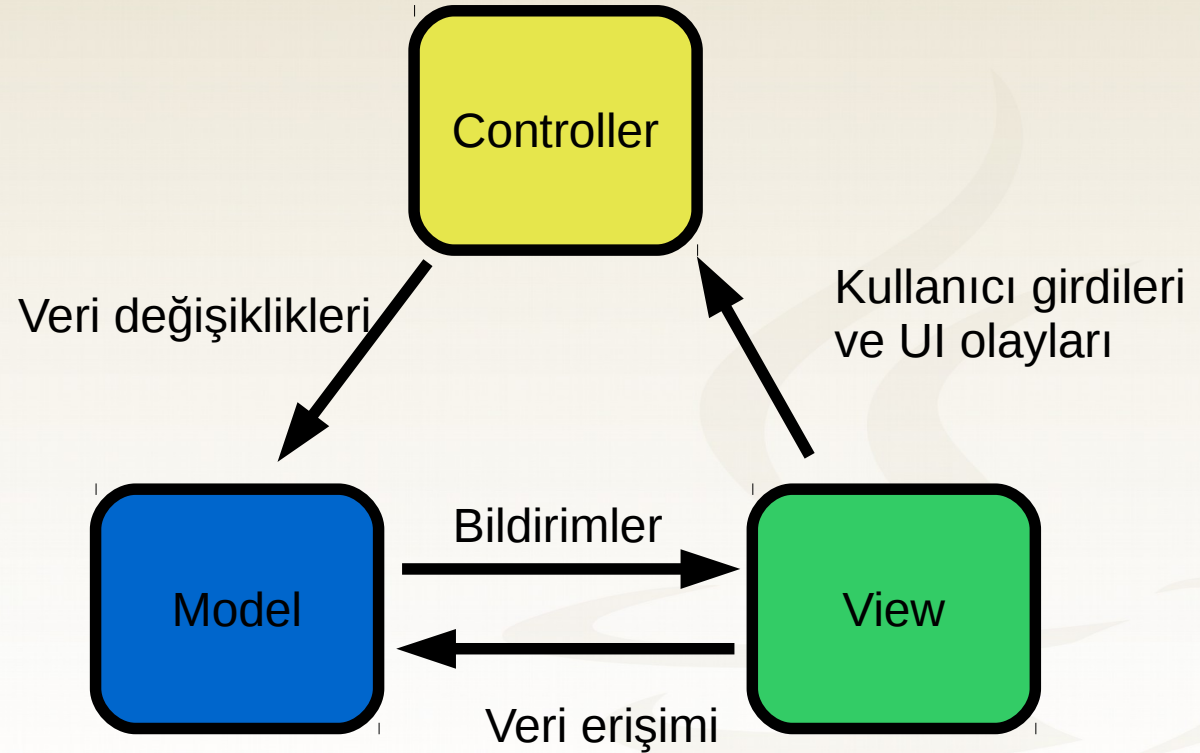 Controller
Veri değişiklikleri
Kullanıcı girdileri
ve UI olayları
Bildirimler
Model
View
Veri erişimi